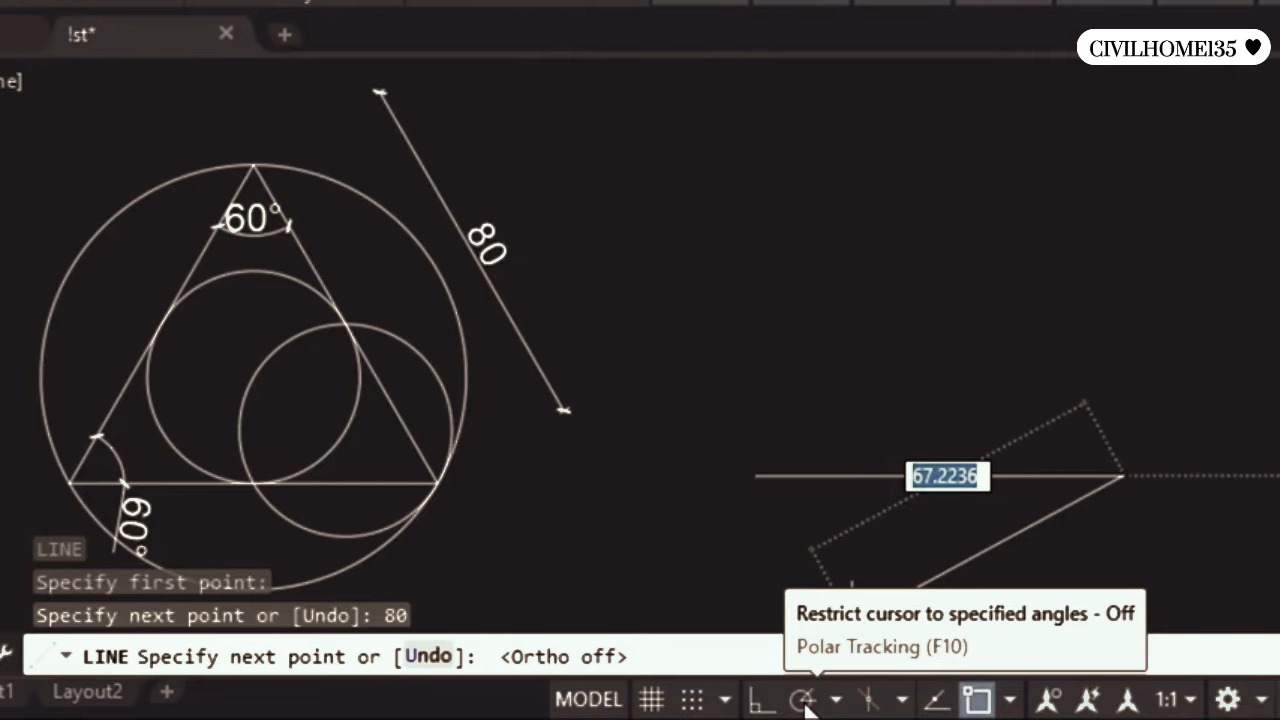 !st*
CIVILHOME135 🖤
ne]
60°
80
60°
67.2236
LINE
Specify first point:
Specify next point or [Undo]: 80
Restrict cursor to specified angles - Off
Polar Tracking (F10)
LINE Specify next point or [Undo]: <Ortho off>
t1
Layout2
MODEL
1:1